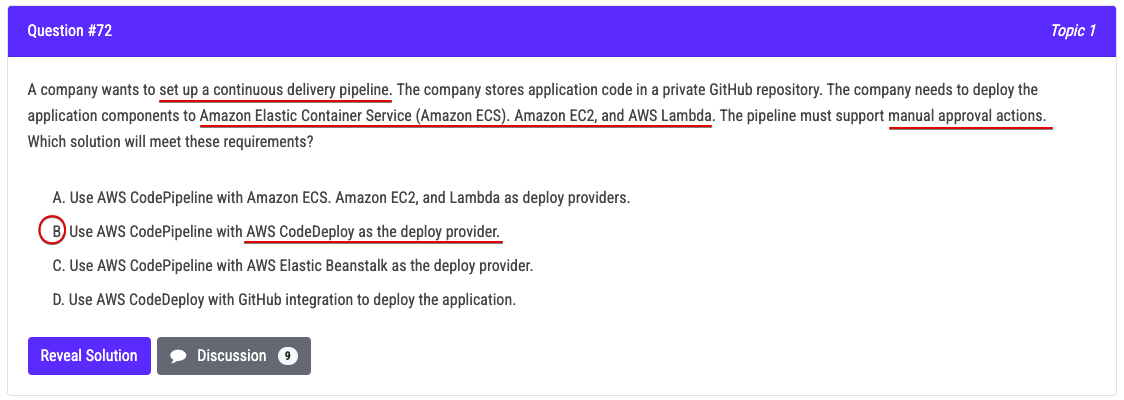 Question #72
Topic 1
A company wants to set up a continuous delivery pipeline. The company stores application code in a private GitHub repository. The company needs to deploy the
application components to Amazon Elastic Container Service (Amazon ECS). Amazon EC2, and AWS Lambda. The pipeline must support manual approval actions.
Which solution will meet these requirements?
A. Use AWS CodePipeline with Amazon ECS. Amazon EC2, and Lambda as deploy providers.
B. Use AWS CodePipeline with AWS CodeDeploy as the deploy provider.
C. Use AWS CodePipeline with AWS Elastic Beanstalk as the deploy provider.
D. Use AWS CodeDeploy with GitHub integration to deploy the application.
Reveal Solution
Discussion 9